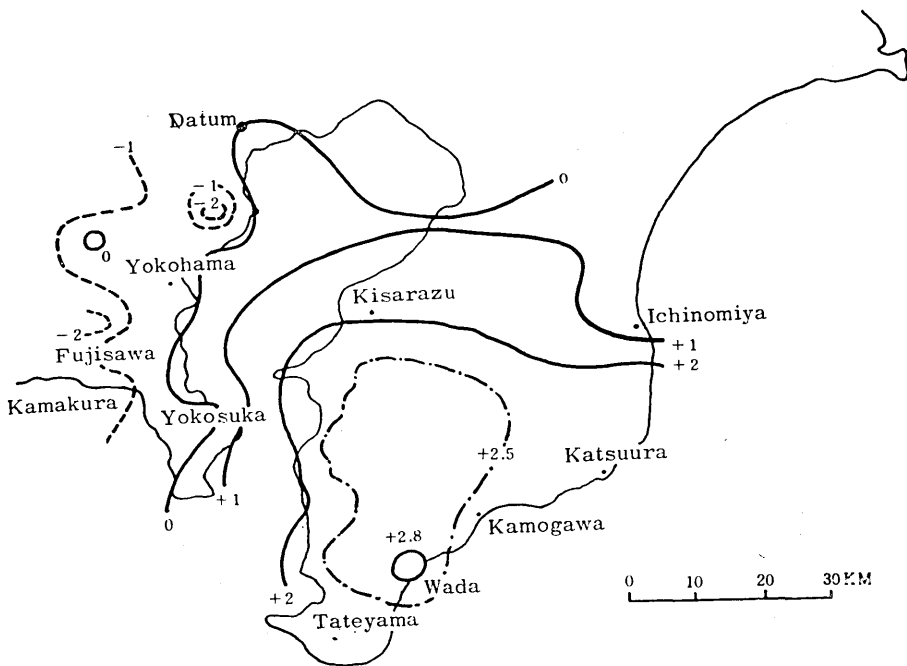 Datum
-1
-1
-2
0
0
Yokohama
Kisarazu
Ichinomiya
-2
+1
Fujisawa
+2
Kamakura
Yokosuka
+2.5
Katsuura
+1
0
Kamogawa
+2.8
Wada
+2
0 10 20 30 KM
Tateyama